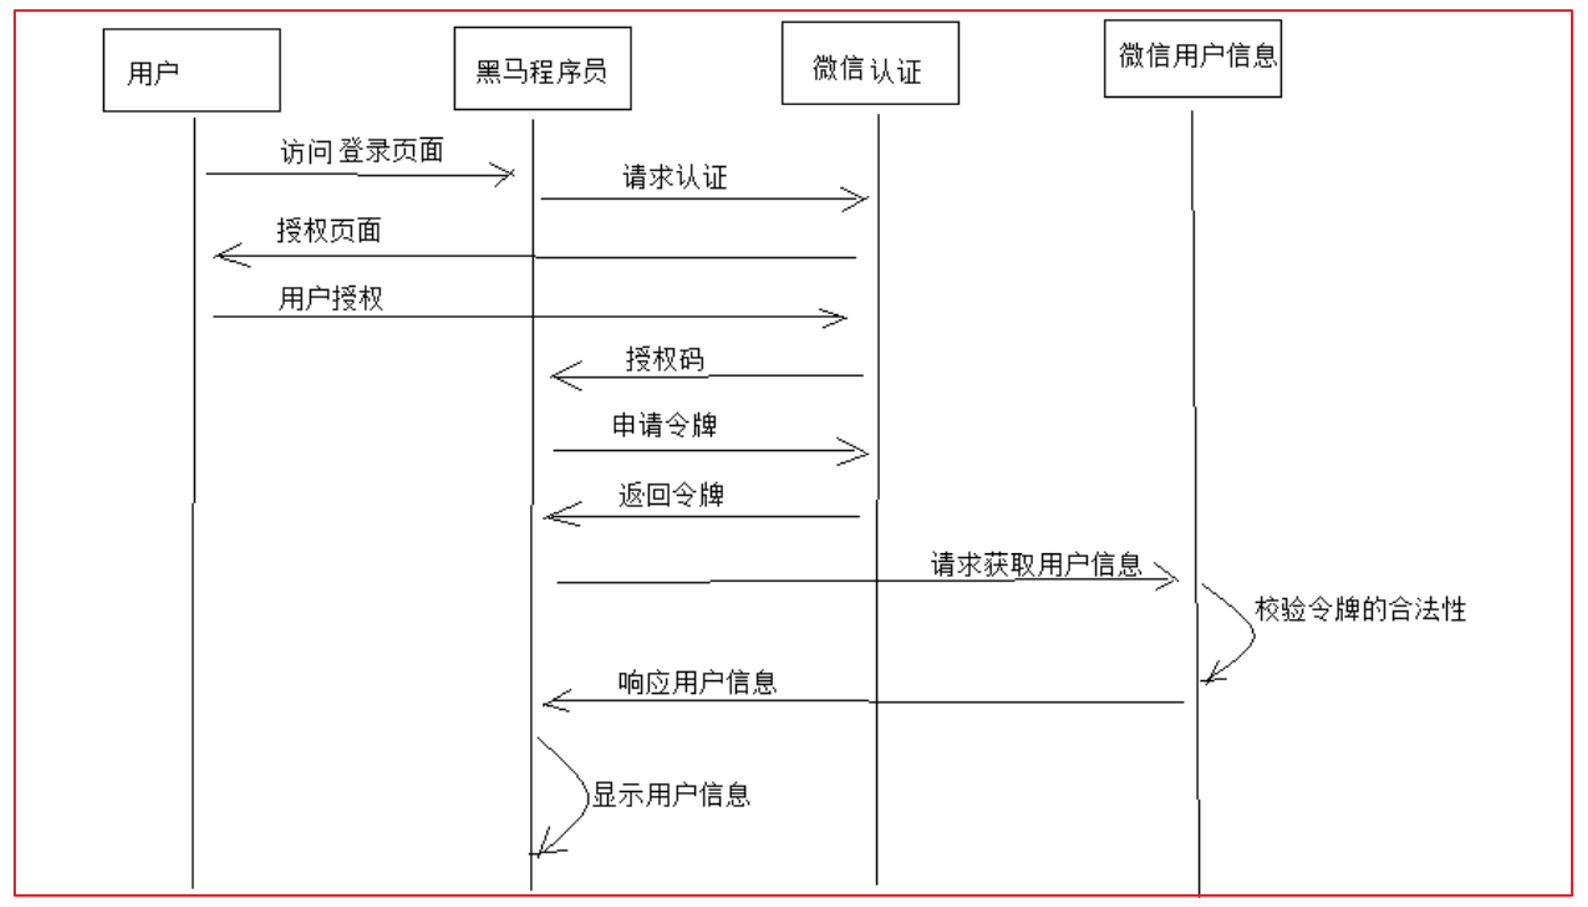 用户
黑马程序员
微信认证
微信用户信息
访问登录页面
请求认证
授权页面
用户授权
授权码
申请令牌
返回令牌
请求获取用户信息
校验令牌的合法性
响应用户信息
显示用户信息